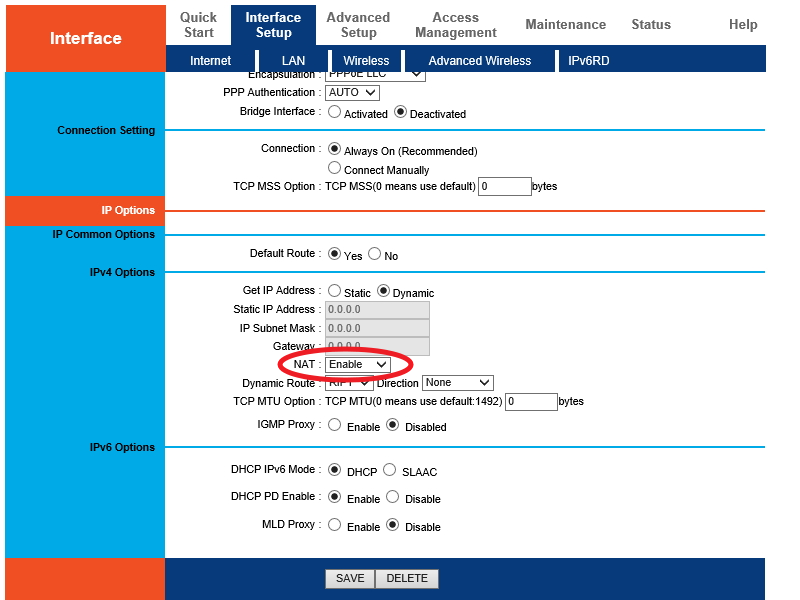 Interface
Quick Start
Interface Setup
Advanced Setup
Access Management
Maintenance
Status
Help
Internet
LAN
Wireless
Advanced Wireless
IPv6RD
Encapsulation : PPPoE LLC
PPP Authentication : AUTO
Bridge Interface : Activated Deactivated
Connection Setting
Connection : Always On (Recommended)
Connect Manually
TCP MSS Option : TCP MSS(0 means use default) 0 bytes
IP Options
IP Common Options
Default Route : Yes No
IPv4 Options
Get IP Address : Static Dynamic
Static IP Address : 0.0.0.0
IP Subnet Mask : 0.0.0.0
Gateway : 0.0.0.0
NAT : Enable
Dynamic Route : RIP1 Direction None
TCP MTU Option : TCP MTU(0 means use default:1492) 0 bytes
IGMP Proxy : Enable Disabled
IPv6 Options
DHCP IPv6 Mode : DHCP SLAAC
DHCP PD Enable : Enable Disable
MLD Proxy : Enable Disable
SAVE DELETE